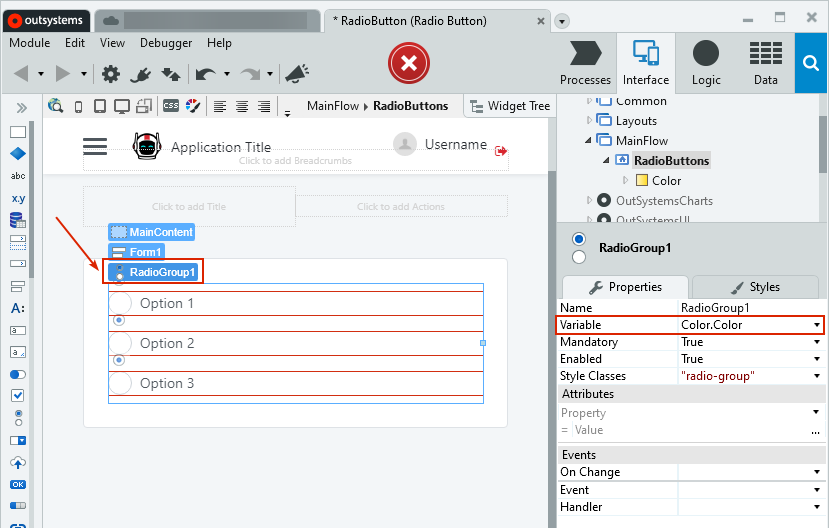 outsystems
* RadioButton (Radio Button)
Module Edit View Debugger Help
Processes
Interface
Logic
Data
CSS
MainFlow ▸ RadioButtons
Widget Tree
Common
Layouts
MainFlow
RadioButtons
Color
OutSystemsCharts
OutSystemsUI
abc
x,y
A:
a
a
OK
Application Title
Username
Click to add Breadcrumbs
Click to add Title
Click to add Actions
MainContent
Form1
RadioGroup1
Option 1
Option 2
Option 3
RadioGroup1
Properties
Styles
Name RadioGroup1
Variable Color.Color
Mandatory True
Enabled True
Style Classes "radio-group"
Attributes
Property
= Value ...
Events
On Change
Event
Handler